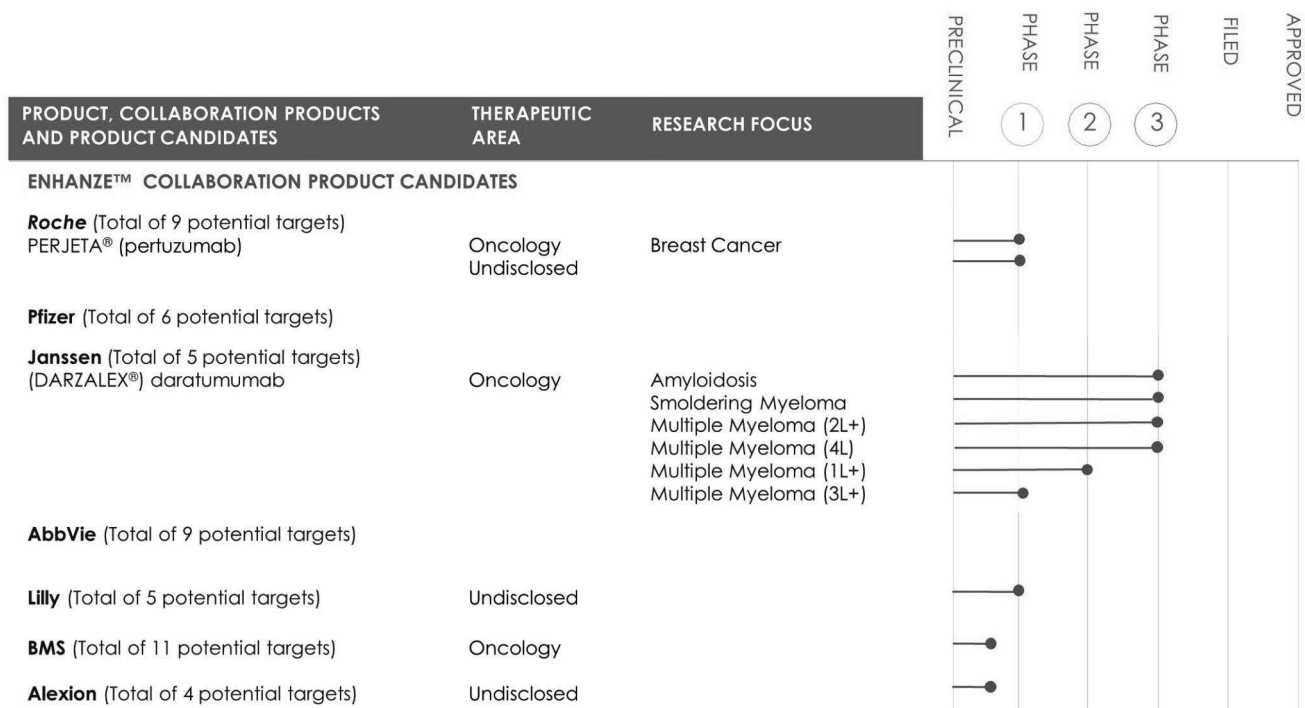 PRECLINICAL
PHASE 1
PHASE 2
PHASE 3
FILED
APPROVED
PRODUCT, COLLABORATION PRODUCTS AND PRODUCT CANDIDATES
THERAPEUTIC AREA
RESEARCH FOCUS
ENHANZE™ COLLABORATION PRODUCT CANDIDATES
Roche (Total of 9 potential targets)
PERJETA® (pertuzumab) Oncology Breast Cancer
Undisclosed
Pfizer (Total of 6 potential targets)
Janssen (Total of 5 potential targets)
(DARZALEX®) daratumumab Oncology Amyloidosis
Smoldering Myeloma
Multiple Myeloma (2L+)
Multiple Myeloma (4L)
Multiple Myeloma (1L+)
Multiple Myeloma (3L+)
AbbVie (Total of 9 potential targets)
Lilly (Total of 5 potential targets) Undisclosed
BMS (Total of 11 potential targets) Oncology
Alexion (Total of 4 potential targets) Undisclosed